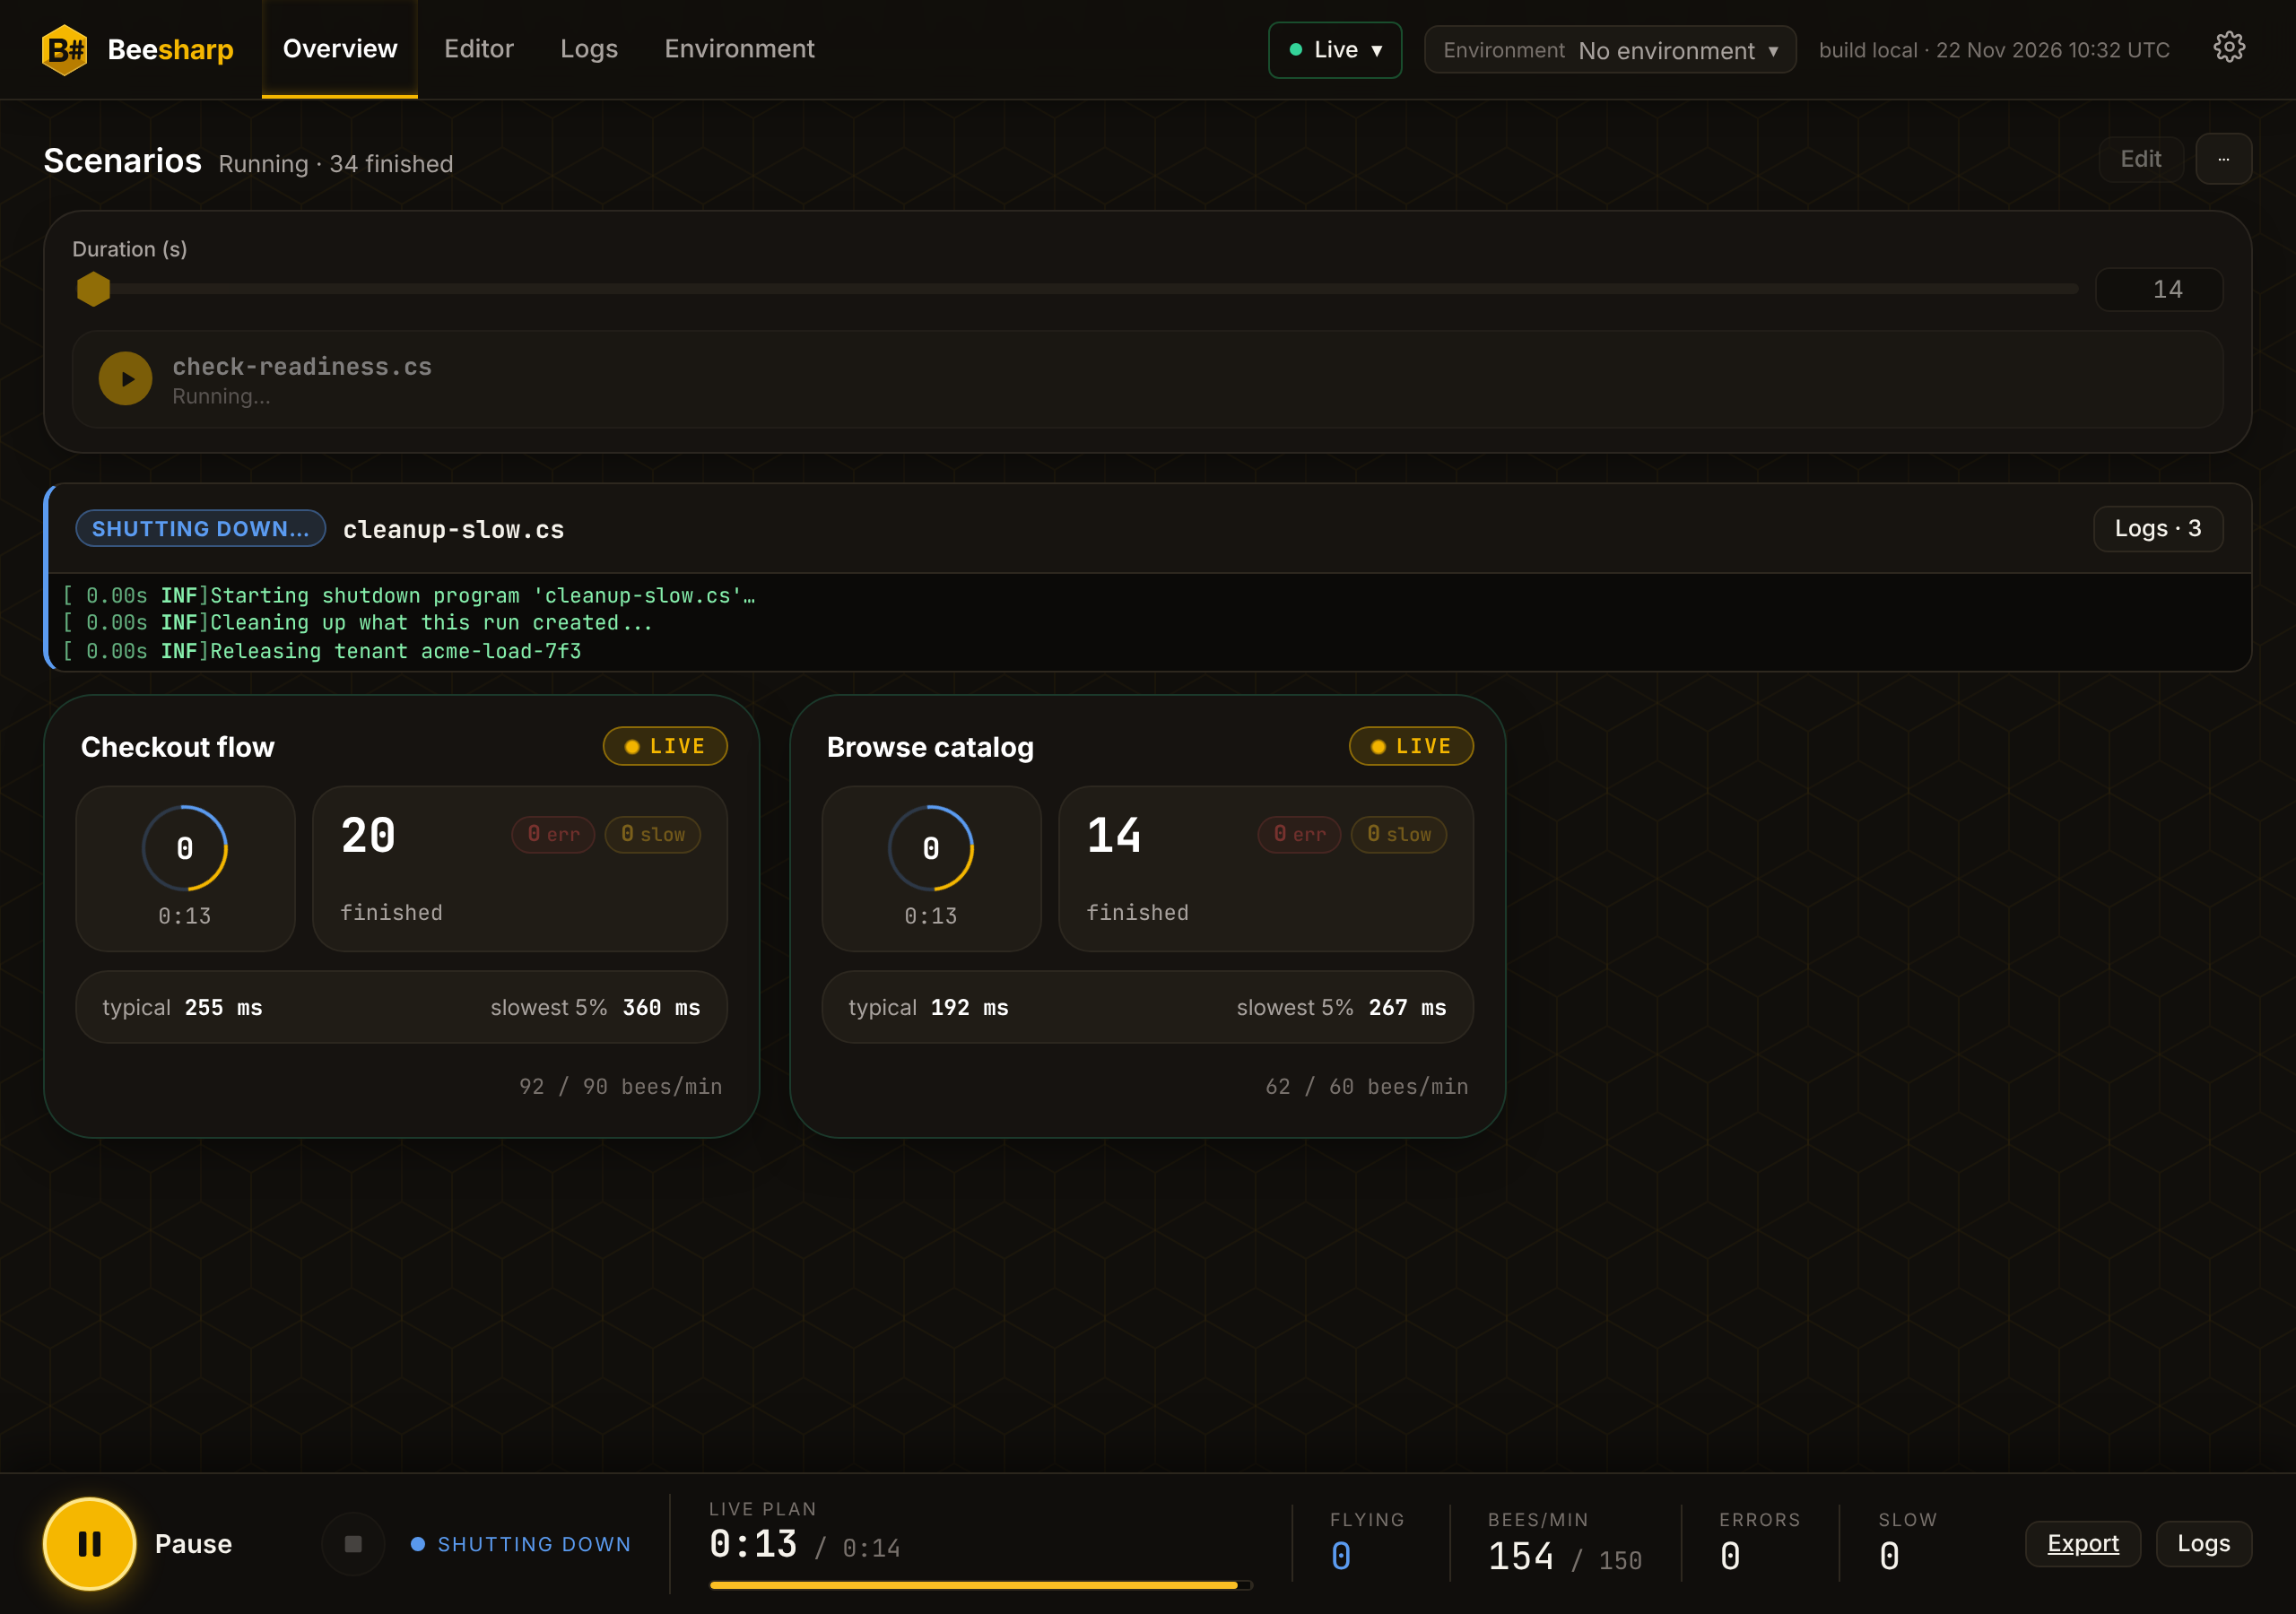 B# Beesharp Overview Editor Logs Environment Live ▾ Environment No environment ▾ build local · 22 Nov 2026 10:32 UTC
Scenarios Running · 34 finished Edit ...
Duration (s)
14
check-readiness.cs
Running...
SHUTTING DOWN... cleanup-slow.cs Logs · 3
[ 0.00s INF]Starting shutdown program 'cleanup-slow.cs'…
[ 0.00s INF]Cleaning up what this run created...
[ 0.00s INF]Releasing tenant acme-load-7f3
Checkout flow LIVE
0
0:13
20 0 err 0 slow
finished
typical 255 ms slowest 5% 360 ms
92 / 90 bees/min
Browse catalog LIVE
0
0:13
14 0 err 0 slow
finished
typical 192 ms slowest 5% 267 ms
62 / 60 bees/min
Pause SHUTTING DOWN
LIVE PLAN
0:13 / 0:14
FLYING
0
BEES/MIN
154 / 150
ERRORS
0
SLOW
0
Export Logs